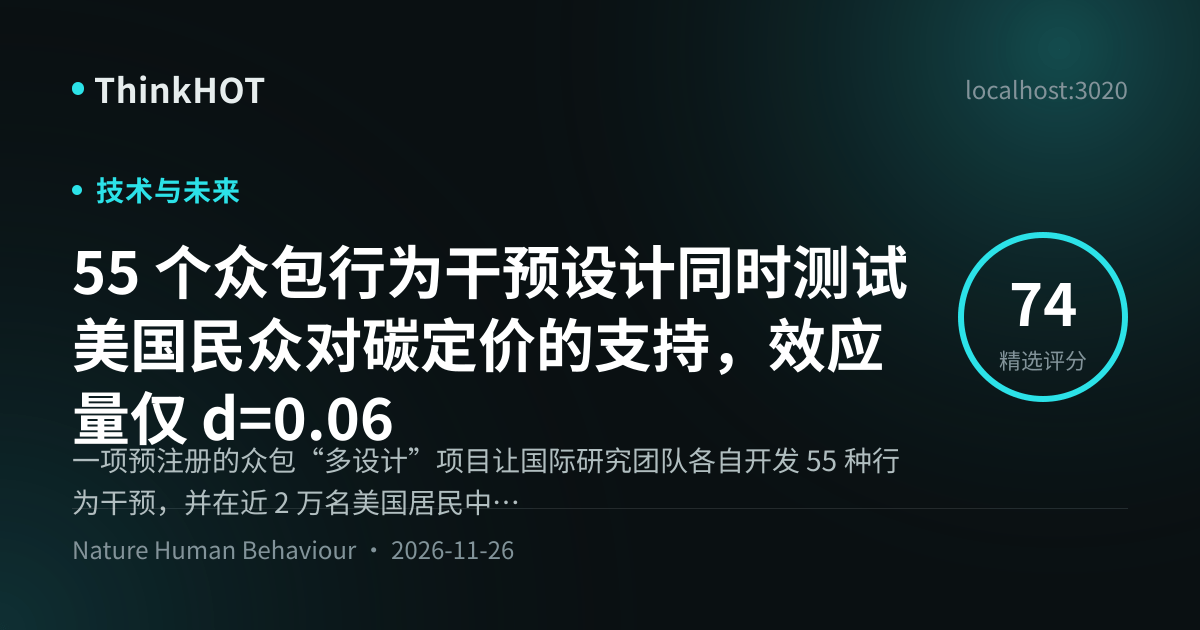 ThinkHOT
localhost:3020
技术与未来
55 个众包行为干预设计同时测试
美国民众对碳定价的支持，效应
量仅 d=0.06
74
精选评分
一项预注册的众包“多设计”项目让国际研究团队各自开发 55 种行
为干预，并在近 2 万名美国居民中…
Nature Human Behaviour · 2026-11-26